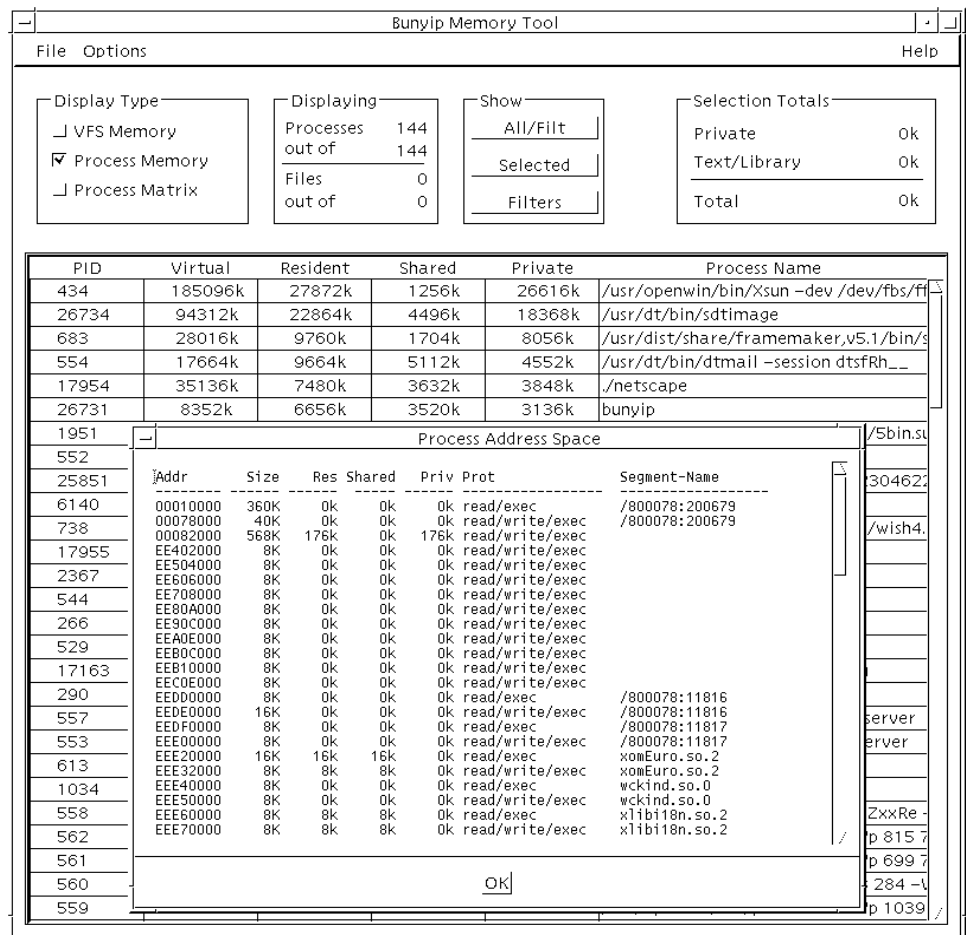 Bunyip Memory Tool
File Options Help
Display Type
VFS Memory
Process Memory
Process Matrix
Displaying
Processes 144
out of 144
Files 0
out of 0
Show
All/Filt
Selected
Filters
Selection Totals
Private 0k
Text/Library 0k
Total 0k
PID Virtual Resident Shared Private Process Name
434 185096k 27872k 1256k 26616k /usr/openwin/bin/Xsun -dev /dev/fbs/ff
26734 94312k 22864k 4496k 18368k /usr/dt/bin/sdtimage
683 28016k 9760k 1704k 8056k /usr/dist/share/framemaker,v5.1/bin/s
554 17664k 9664k 5112k 4552k /usr/dt/bin/dtmail -session dtsfRh__
17954 35136k 7480k 3632k 3848k ./netscape
26731 8352k 6656k 3520k 3136k bunyip
1951 /5bin.su
552
25851 304622
6140
738 /wish4.
17955
2367
544
266
529
17163
290
557 server
553 erver
613
1034
558 ZxxRe -
562 'p 815 7
561 'p 699 7
560 284 -V
559 'p 1039
Process Address Space
Addr Size Res Shared Priv Prot Segment-Name
-------- ------ ----- ------ ----- ----------------- ------------------
00010000 360K 0k 0k 0k read/exec /800078:200679
00078000 40K 0k 0k 0k read/write/exec /800078:200679
00082000 568K 176k 0k 176k read/write/exec
EE402000 8K 0k 0k 0k read/write/exec
EE504000 8K 0k 0k 0k read/write/exec
EE606000 8K 0k 0k 0k read/write/exec
EE708000 8K 0k 0k 0k read/write/exec
EE80A000 8K 0k 0k 0k read/write/exec
EE90C000 8K 0k 0k 0k read/write/exec
EEA0E000 8K 0k 0k 0k read/write/exec
EEB0C000 8K 0k 0k 0k read/write/exec
EEB10000 8K 0k 0k 0k read/write/exec
EEC0E000 8K 0k 0k 0k read/write/exec
EEDD0000 8K 0k 0k 0k read/exec /800078:11816
EEDE0000 16K 0k 0k 0k read/write/exec /800078:11816
EEDF0000 8K 0k 0k 0k read/exec /800078:11817
EEE00000 8K 0k 0k 0k read/write/exec /800078:11817
EEE20000 16K 16k 16k 0k read/exec xomEuro.so.2
EEE32000 8K 8k 8k 0k read/write/exec xomEuro.so.2
EEE40000 8K 0k 0k 0k read/exec wckind.so.0
EEE50000 8K 0k 0k 0k read/write/exec wckind.so.0
EEE60000 8K 8k 8k 0k read/exec xlibi18n.so.2
EEE70000 8K 8k 8k 0k read/write/exec xlibi18n.so.2
OK